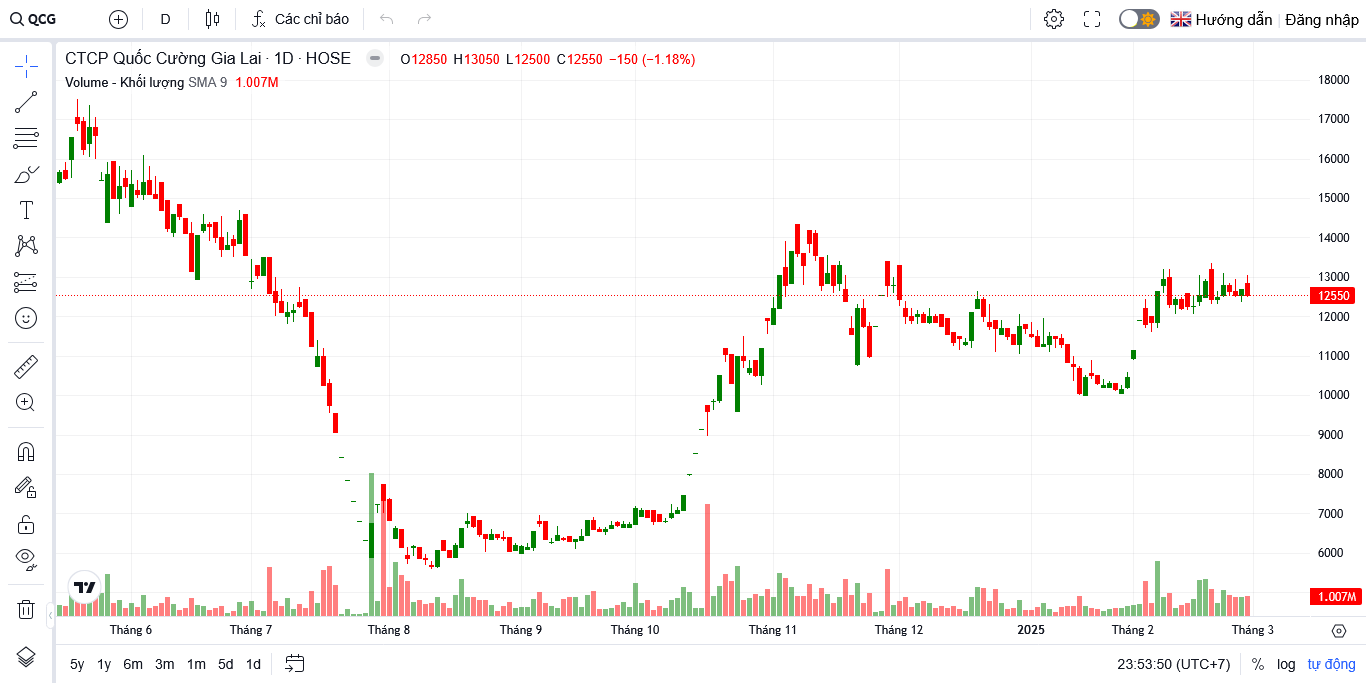 QCG D Các chỉ báo Hướng dẫn Đăng nhập
CTCP Quốc Cường Gia Lai · 1D · HOSE O12850 H13050 L12500 C12550 −150 (−1.18%)
Volume - Khối lượng SMA 9 1.007M
18000
17000
16000
15000
14000
13000
12550
12000
11000
10000
9000
8000
7000
6000
1.007M
Tháng 6 Tháng 7 Tháng 8 Tháng 9 Tháng 10 Tháng 11 Tháng 12 2025 Tháng 2 Tháng 3
5y 1y 6m 3m 1m 5d 1d 23:53:50 (UTC+7) % log tự động